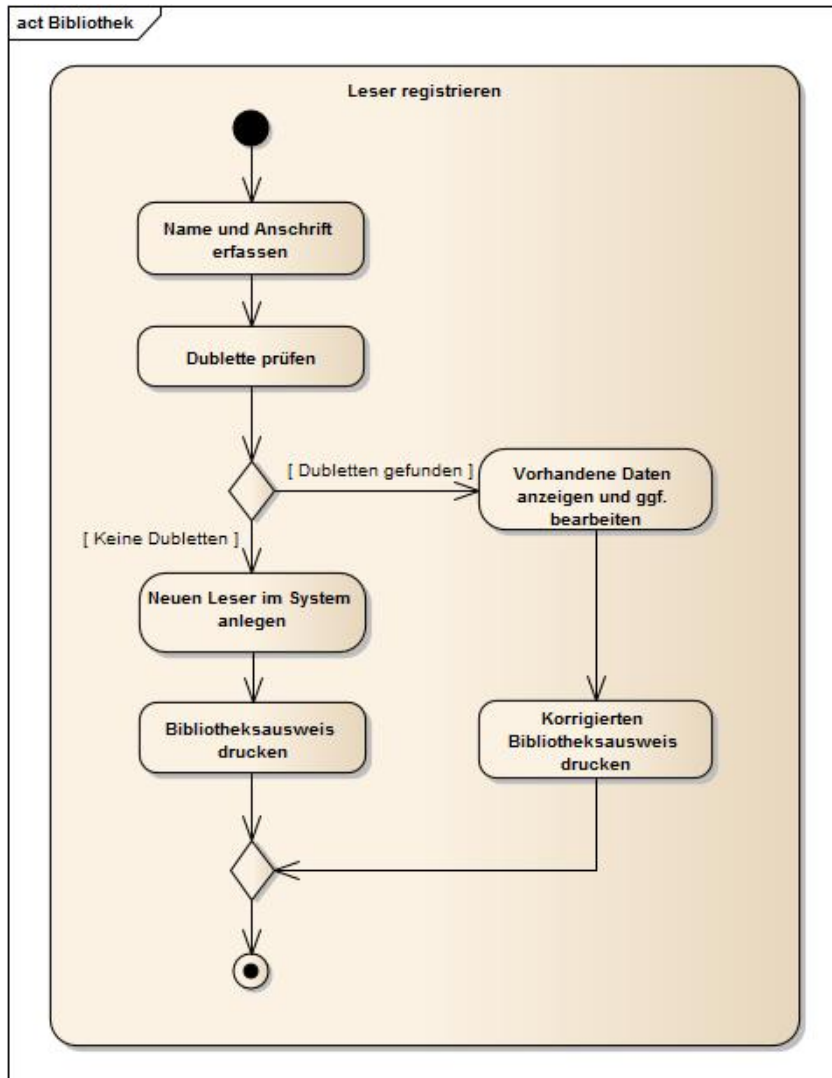 act Bibliothek
Leser registrieren
Name und Anschrift
erfassen
Dublette prüfen
[ Dubletten gefunden ]
Vorhandene Daten
anzeigen und ggf.
bearbeiten
[ Keine Dubletten ]
Neuen Leser im System
anlegen
Bibliotheksausweis
drucken
Korrigierten
Bibliotheksausweis
drucken